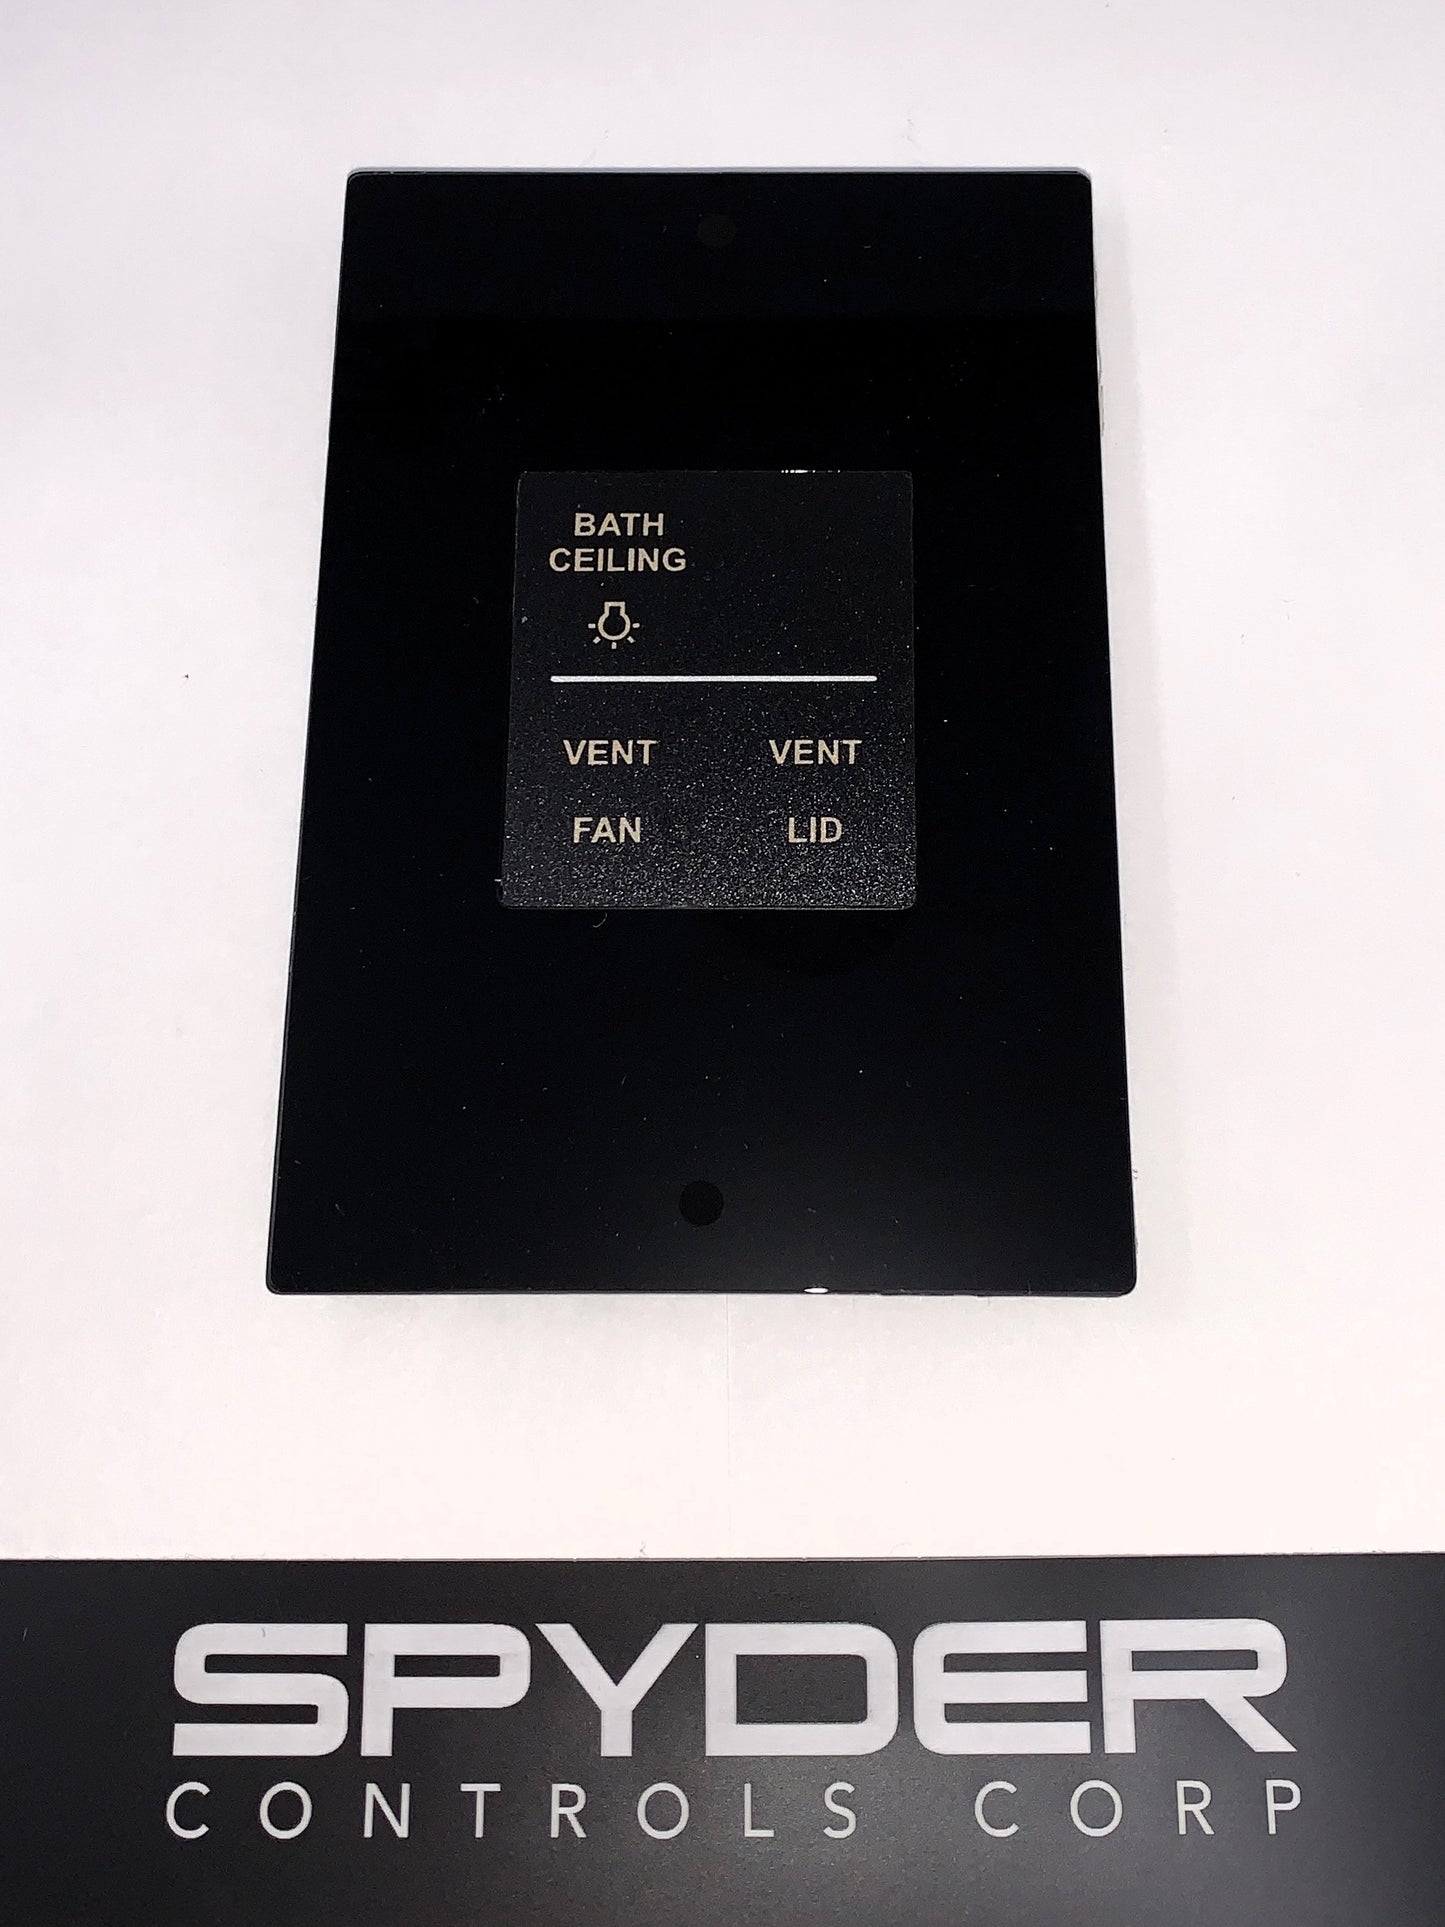 BATH
CEILING
VENT VENT
FAN LID
SPYDER
CONTROLS CORP